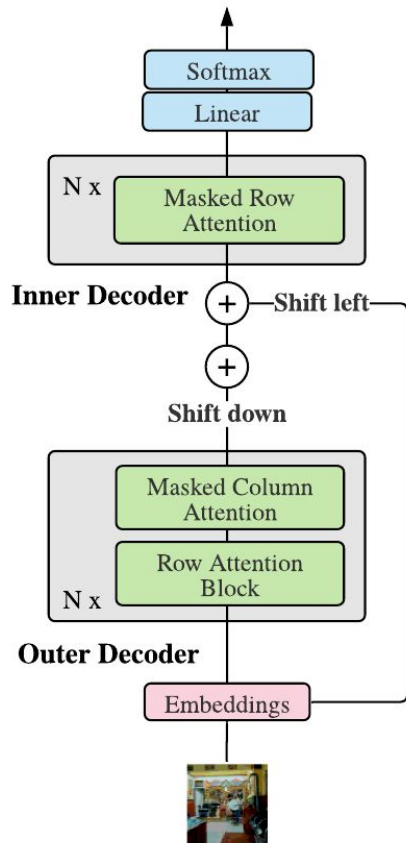 Softmax
Linear
N x
Masked Row
Attention
Inner Decoder
+
Shift left
+
Shift down
Masked Column
Attention
Row Attention
Block
N x
Outer Decoder
Embeddings